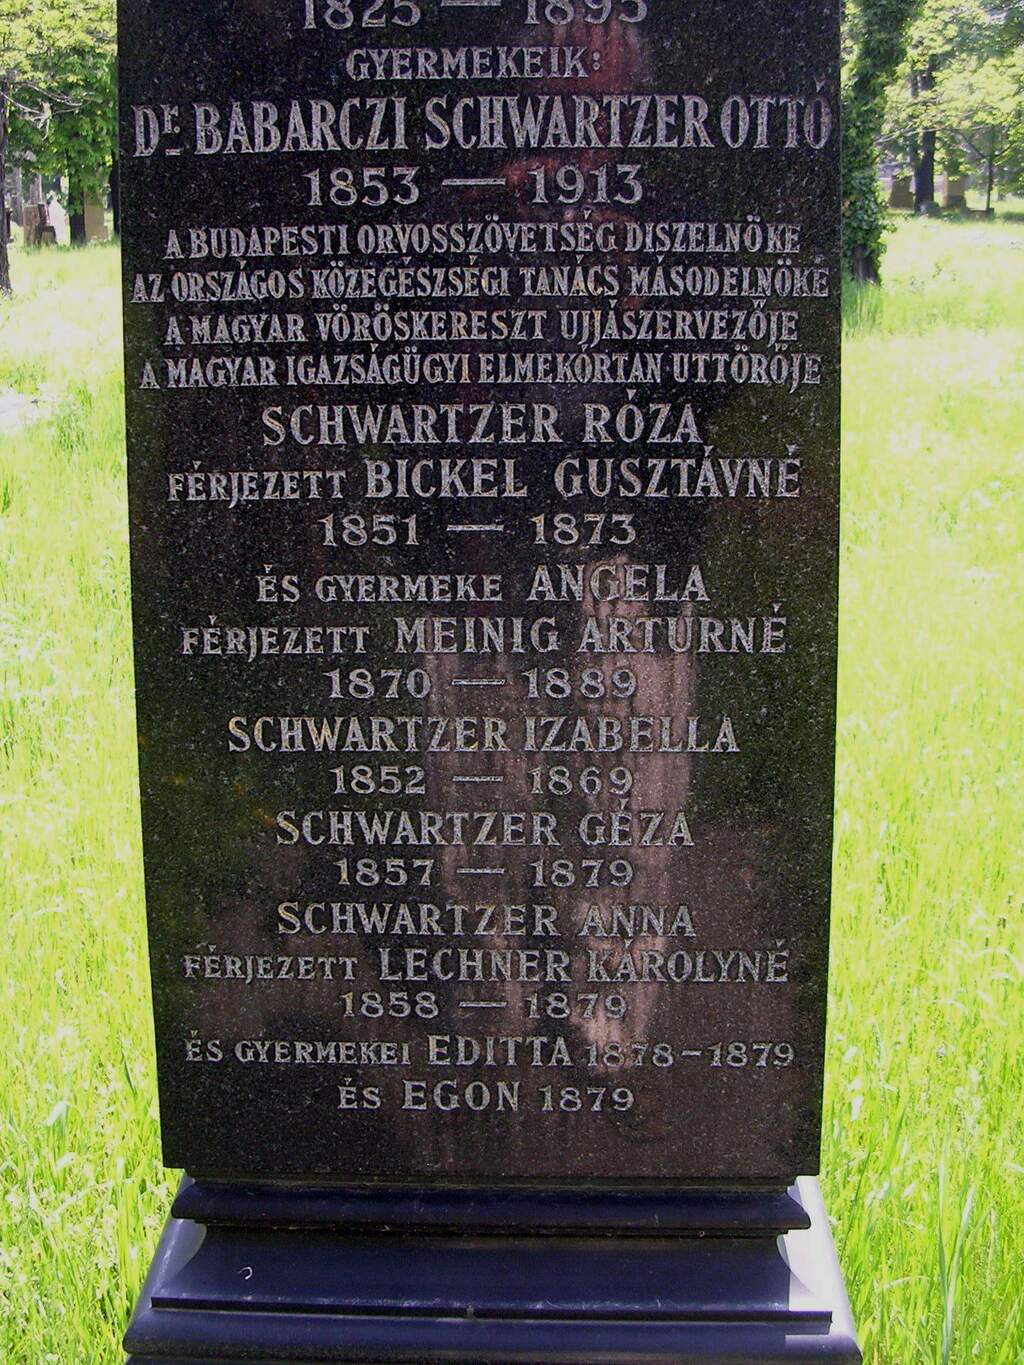 1825 — 1895
GYERMEKEIK:
Dr. BABARCZI SCHWARTZER OTTÓ
1853 — 1913
A BUDAPESTI ORVOSSZÖVETSÉG DISZELNÖKE
AZ ORSZÁGOS KÖZEGÉSZSÉGI TANÁCS MÁSODELNÖKE
A MAGYAR VÖRÖSKERESZT UJJÁSZERVEZŐJE
A MAGYAR IGAZSÁGÜGYI ELMEKÓRTAN UTTÖRŐJE
SCHWARTZER RÓZA
FÉRJEZETT BICKEL GUSZTÁVNÉ
1851 — 1873
ÉS GYERMEKE ANGELA
FÉRJEZETT MEINIG ARTURNÉ
1870 — 1889
SCHWARTZER IZABELLA
1852 — 1869
SCHWARTZER GÉZA
1857 — 1879
SCHWARTZER ANNA
FÉRJEZETT LECHNER KÁROLYNÉ
1858 — 1879
ÉS GYERMEKEI EDITTA 1878-1879
ÉS EGON 1879